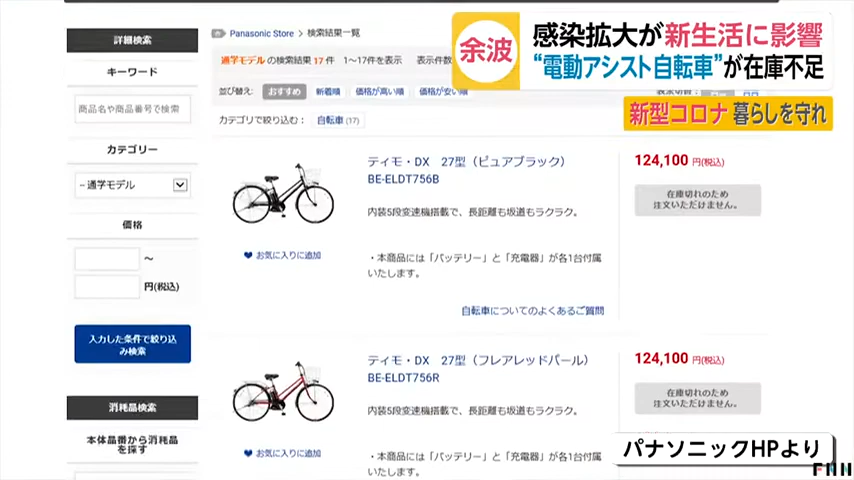 余波
感染拡大が新生活に影響
“電動アシスト自転車”が在庫不足
新型コロナ 暮らしを守れ
詳細検索
キーワード
商品名や商品番号で検索
カテゴリー
－通学モデル
価格
～
円(税込)
入力した条件で絞り込
み検索
消耗品検索
本体品番から消耗品
を探す
Panasonic Store > 検索結果一覧
通学モデル の検索結果 17 件 1～17件を表示 表示件数
並び替え: おすすめ 新着順 価格が高い順 価格が安い順
カテゴリで絞り込む： 自転車 (17)
ティモ・DX 27型（ピュアブラック）
BE-ELDT756B
内装5段変速機搭載で、長距離も坂道もラクラク。
・本商品には「バッテリー」と「充電器」が各1台付属
いたします。
124,100 円(税込)
在庫切れのため
注文いただけません。
お気に入りに追加
自転車についてのよくあるご質問
ティモ・DX 27型（フレアレッドパール）
BE-ELDT756R
内装5段変速機搭載で、長距離も坂道もラクラク。
・本商品には「バッテリー」と「充電器」が各1台付属
いたします。
124,100 円(税込)
在庫切れのため
注文いただけません。
お気に入りに追加
パナソニックHPより
FNN